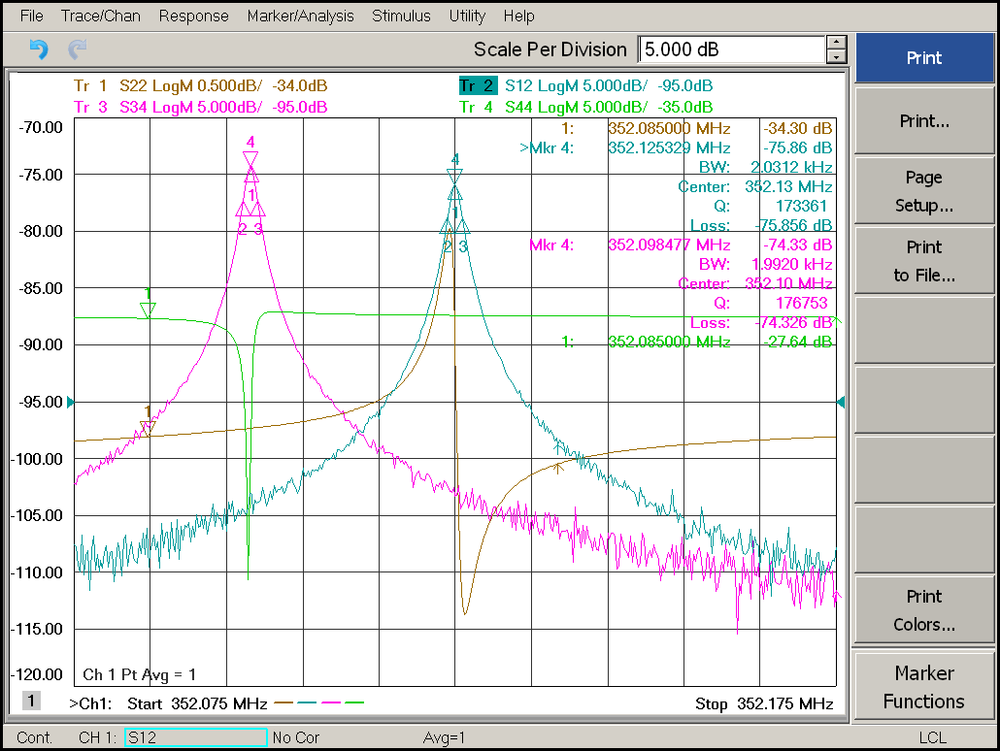 File Trace/Chan Response Marker/Analysis Stimulus Utility Help
Scale Per Division 5.000 dB
Tr 1 S22 LogM 0.500dB/ -34.0dB
Tr 2 S12 LogM 5.000dB/ -95.0dB
Tr 3 S34 LogM 5.000dB/ -95.0dB
Tr 4 S44 LogM 5.000dB/ -35.0dB
1: 352.085000 MHz -34.30 dB
>Mkr 4: 352.125329 MHz -75.86 dB
BW: 2.0312 kHz
Center: 352.13 MHz
Q: 173361
Loss: -75.856 dB
Mkr 4: 352.098477 MHz -74.33 dB
BW: 1.9920 kHz
Center: 352.10 MHz
Q: 176753
Loss: -74.326 dB
1: 352.085000 MHz -27.64 dB
-70.00
-75.00
-80.00
-85.00
-90.00
-95.00
-100.00
-105.00
-110.00
-115.00
-120.00
4
1
2 3
4
1
2 3
1
1
Ch 1 Pt Avg = 1
1 >Ch1: Start 352.075 MHz
Stop 352.175 MHz
Cont. CH 1: S12 No Cor Avg=1 LCL
Print
Print...
Page
Setup...
Print
to File...
Print
Colors...
Marker
Functions